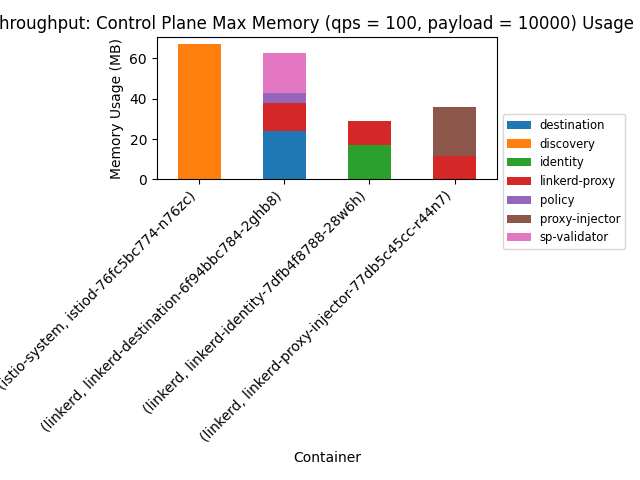 hroughput: Control Plane Max Memory (qps = 100, payload = 10000) Usage
Memory Usage (MB)
60
40
20
0
(istio-system, istiod-76fc5bc774-n76zc)
(linkerd, linkerd-destination-6f94bbc784-2ghb8)
(linkerd, linkerd-identity-7dfb4f8788-28w6h)
(linkerd, linkerd-proxy-injector-77db5c45cc-r44n7)
Container
destination
discovery
identity
linkerd-proxy
policy
proxy-injector
sp-validator